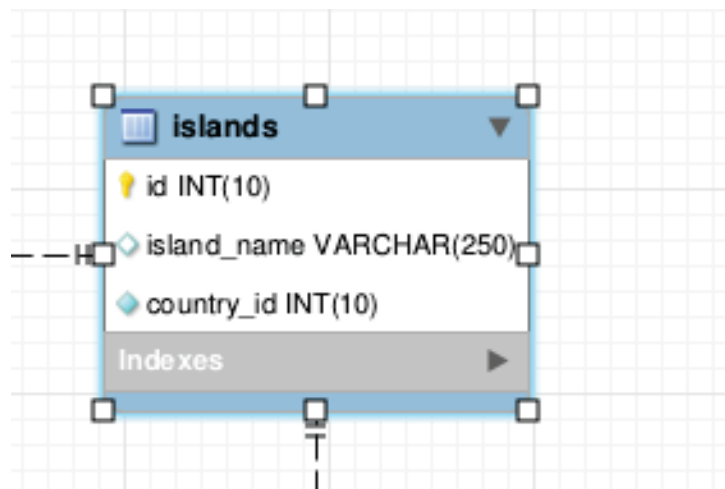 islands
id INT(10)
island_name VARCHAR(250)
country_id INT(10)
Indexes